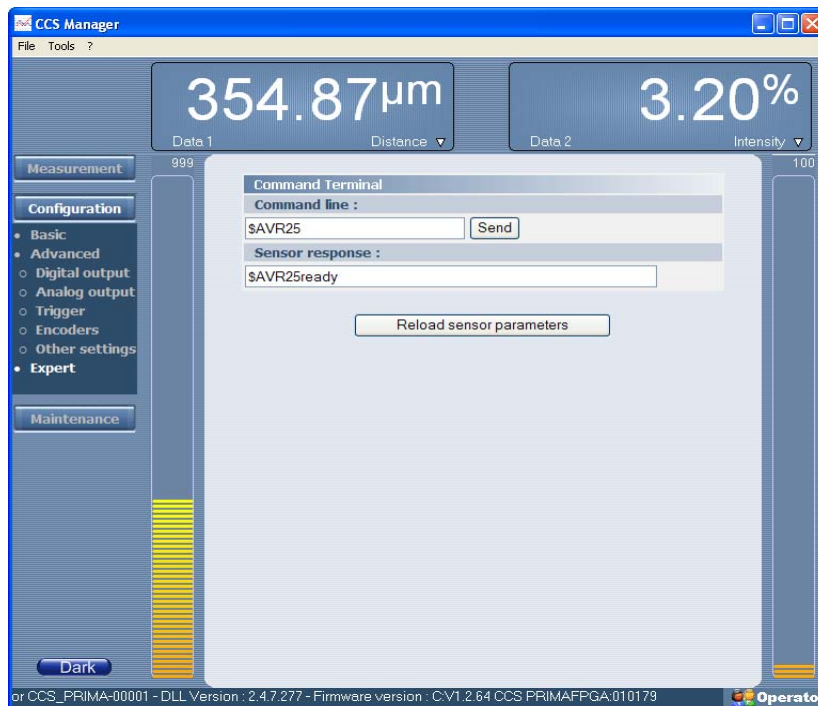 CCS Manager
File Tools ?
354.87µm
Data 1 Distance
3.20%
Data 2 Intensity
999
100
Measurement
Configuration
Basic
Advanced
Digital output
Analog output
Trigger
Encoders
Other settings
Expert
Maintenance
Dark
Command Terminal
Command line :
$AVR25 Send
Sensor response :
$AVR25ready
Reload sensor parameters
or CCS_PRIMA-00001 - DLL Version : 2.4.7.277 - Firmware version : C:V1.2.64 CCS PRIMAFPGA:010179 Operato